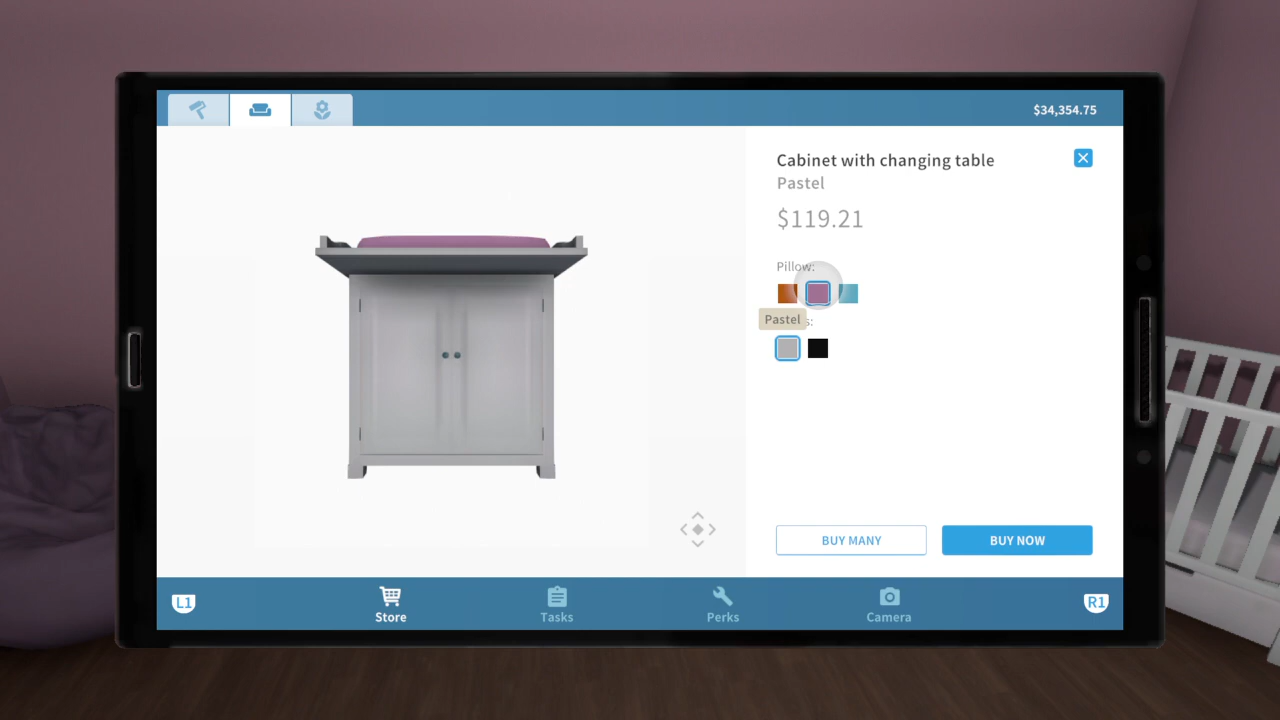 $34,354.75
Cabinet with changing table
Pastel
$119.21
Pillow:
Pastel
s:
BUY MANY
BUY NOW
L1
Store
Tasks
Perks
Camera
R1